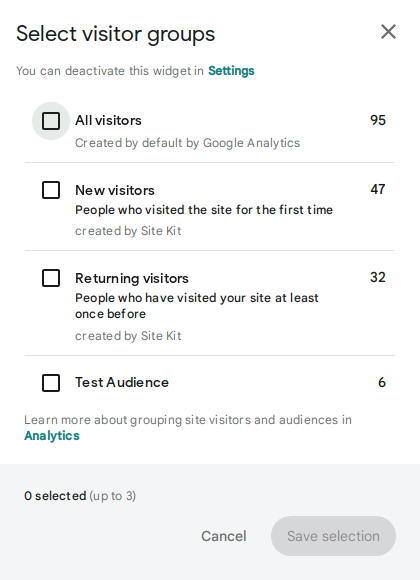 Select visitor groups
You can deactivate this widget in Settings
All visitors 95
Created by default by Google Analytics
New visitors 47
People who visited the site for the first time
created by Site Kit
Returning visitors 32
People who have visited your site at least
once before
created by Site Kit
Test Audience 6
Learn more about grouping site visitors and audiences in
Analytics
0 selected (up to 3)
Cancel Save selection